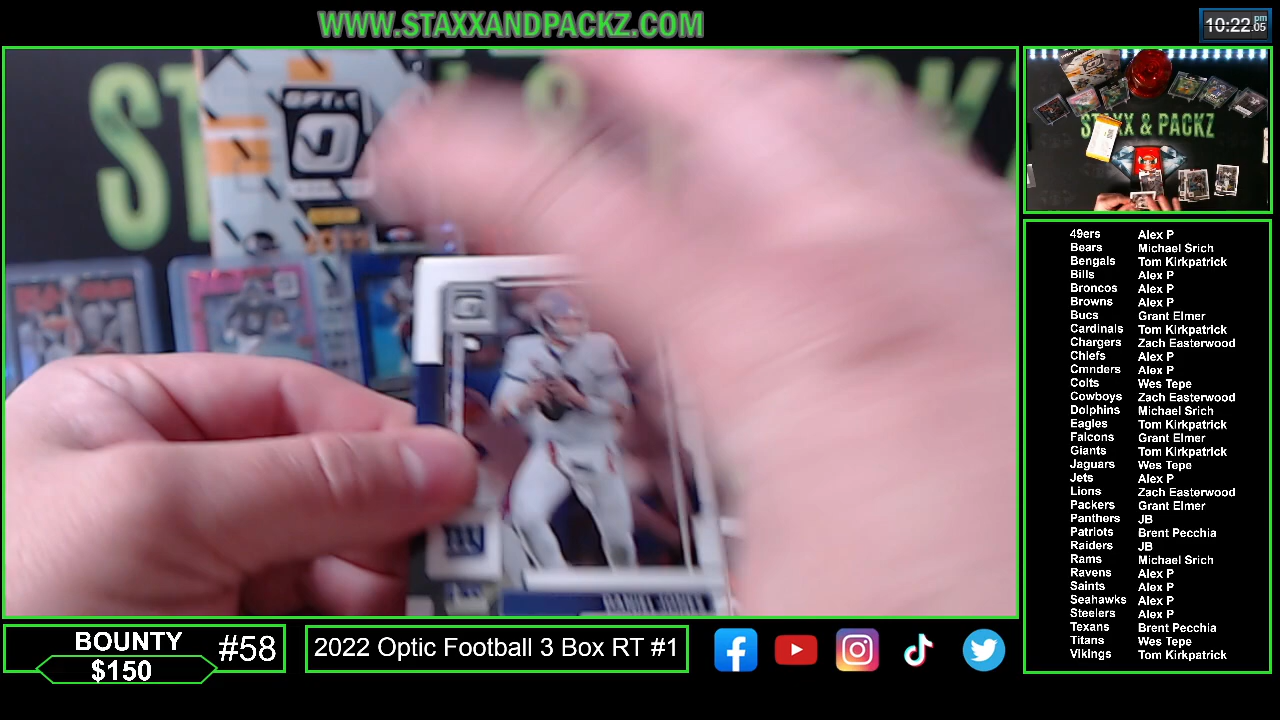 WWW.STAXXANDPACKZ.COM
10:22 pm .05
OPTIC
STAXX & PACKZ
DANIEL JONES
NY
49ers Alex P
Bears Michael Srich
Bengals Tom Kirkpatrick
Bills Alex P
Broncos Alex P
Browns Alex P
Bucs Grant Elmer
Cardinals Tom Kirkpatrick
Chargers Zach Easterwood
Chiefs Alex P
Cmnders Alex P
Colts Wes Tepe
Cowboys Zach Easterwood
Dolphins Michael Srich
Eagles Tom Kirkpatrick
Falcons Grant Elmer
Giants Tom Kirkpatrick
Jaguars Wes Tepe
Jets Alex P
Lions Zach Easterwood
Packers Grant Elmer
Panthers JB
Patriots Brent Pecchia
Raiders JB
Rams Michael Srich
Ravens Alex P
Saints Alex P
Seahawks Alex P
Steelers Alex P
Texans Brent Pecchia
Titans Wes Tepe
Vikings Tom Kirkpatrick
BOUNTY
$150
#58
2022 Optic Football 3 Box RT #1